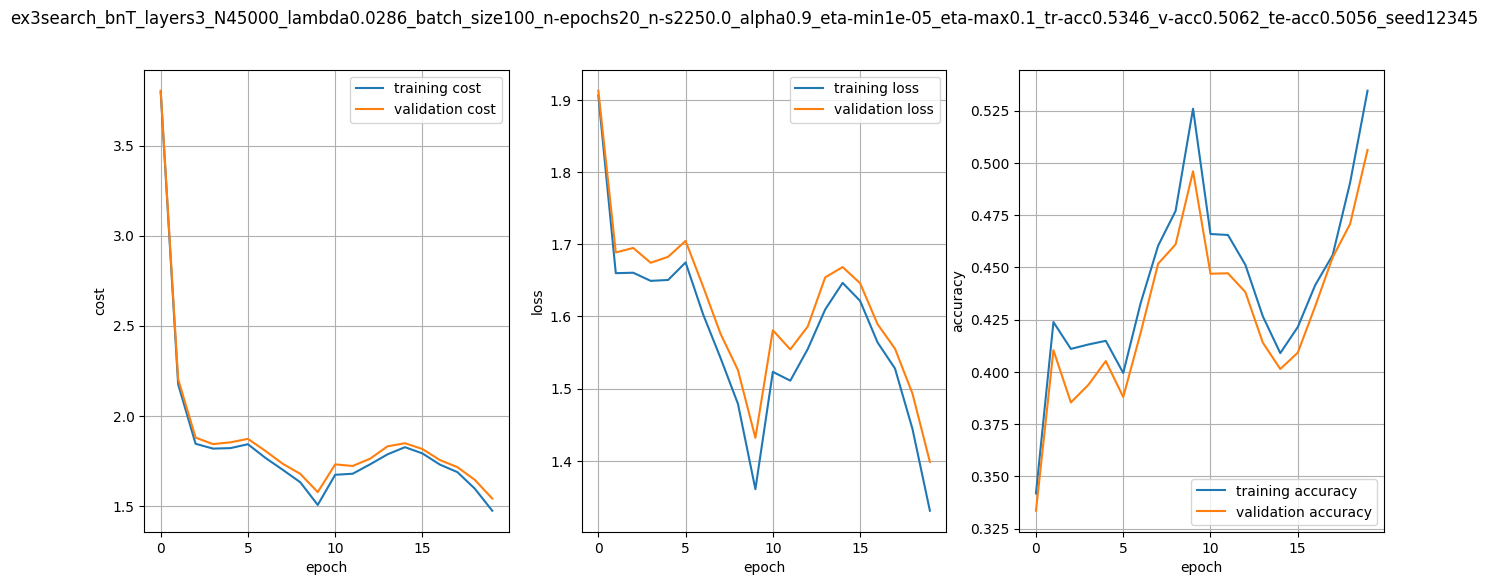 ex3search_bnT_layers3_N45000_lambda0.0286_batch_size100_n-epochs20_n-s2250.0_alpha0.9_eta-min1e-05_eta-max0.1_tr-acc0.5346_v-acc0.5062_te-acc0.5056_seed12345
training cost
validation cost
3.5
3.0
2.5
2.0
1.5
cost
0
5
10
15
epoch
training loss
validation loss
1.9
1.8
1.7
1.6
1.5
1.4
loss
0
5
10
15
epoch
0.525
0.500
0.475
0.450
0.425
0.400
0.375
0.350
0.325
accuracy
training accuracy
validation accuracy
0
5
10
15
epoch